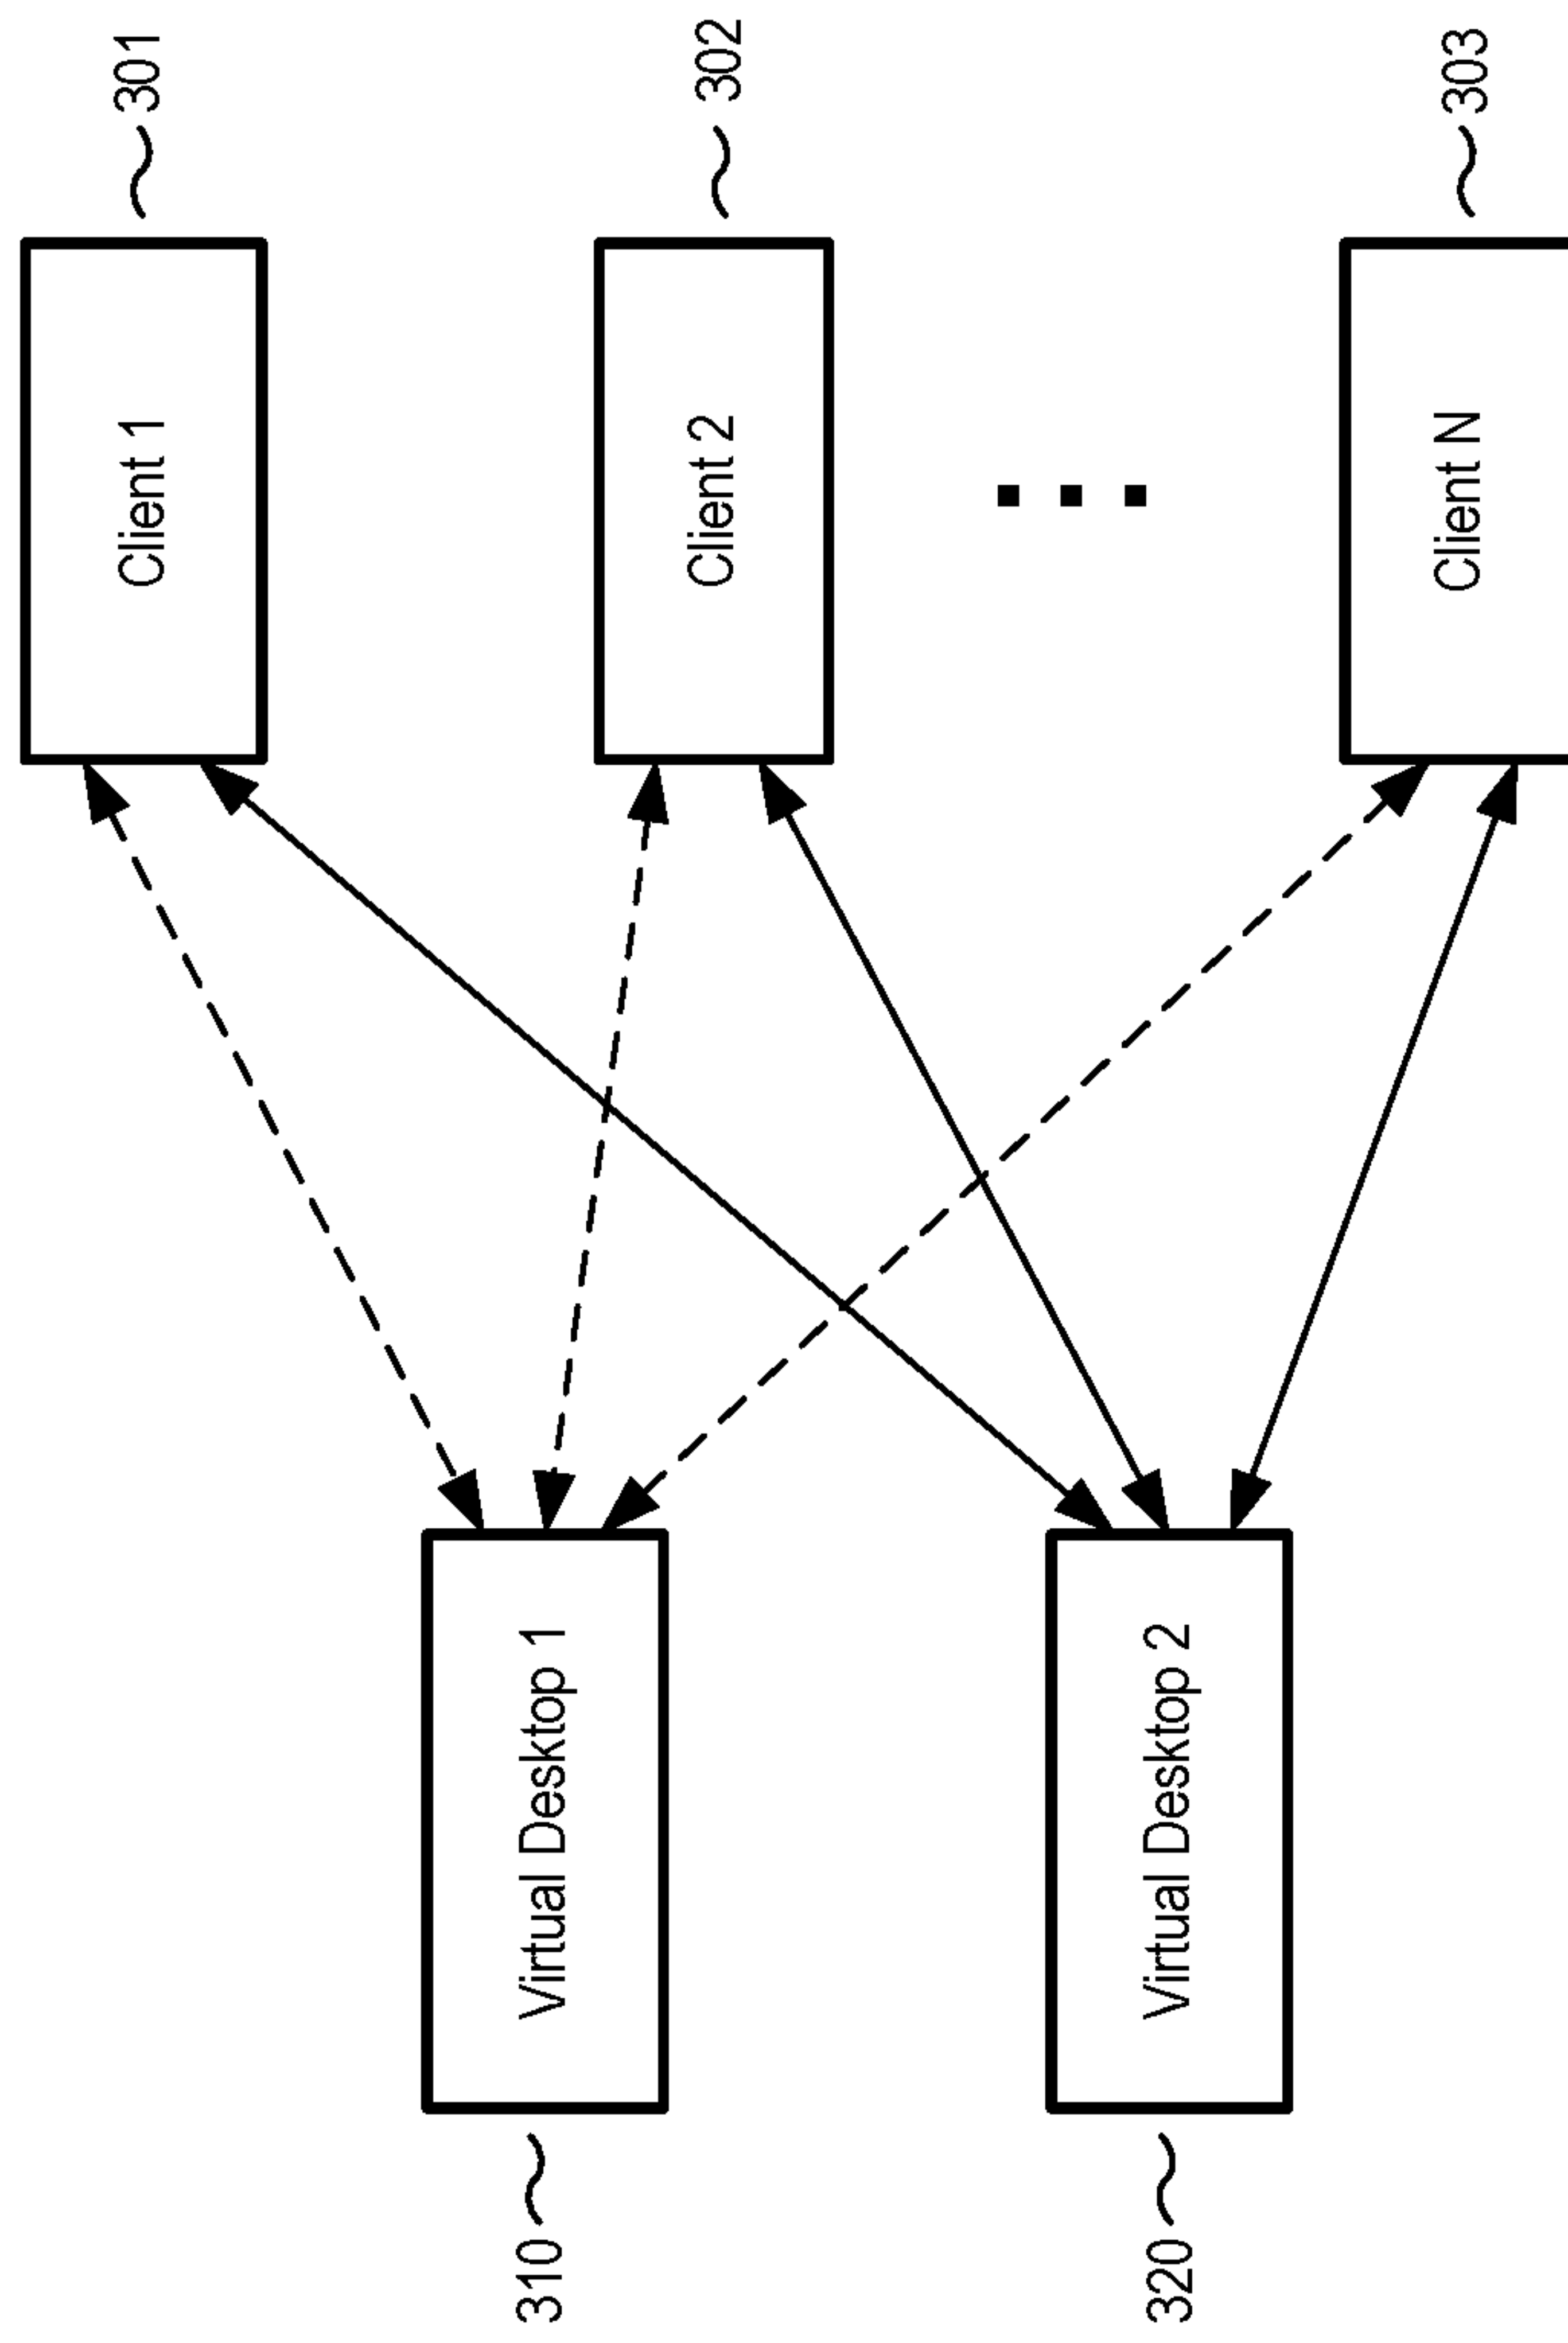 301
Client 1
302
Client 2
303
Client N
Virtual Desktop 1
310
Virtual Desktop 2
320